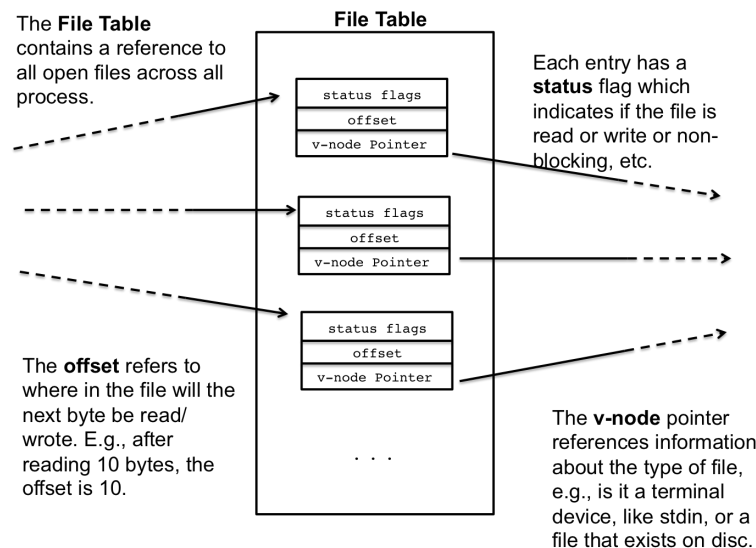 The File Table
contains a reference to
all open files across all
process.
File Table
status flags
offset
v-node Pointer
status flags
offset
v-node Pointer
status flags
offset
v-node Pointer
. . .
Each entry has a
status flag which
indicates if the file is
read or write or non-
blocking, etc.
The offset refers to
where in the file will the
next byte be read/
wrote. E.g., after
reading 10 bytes, the
offset is 10.
The v-node pointer
references information
about the type of file,
e.g., is it a terminal
device, like stdin, or a
file that exists on disc.